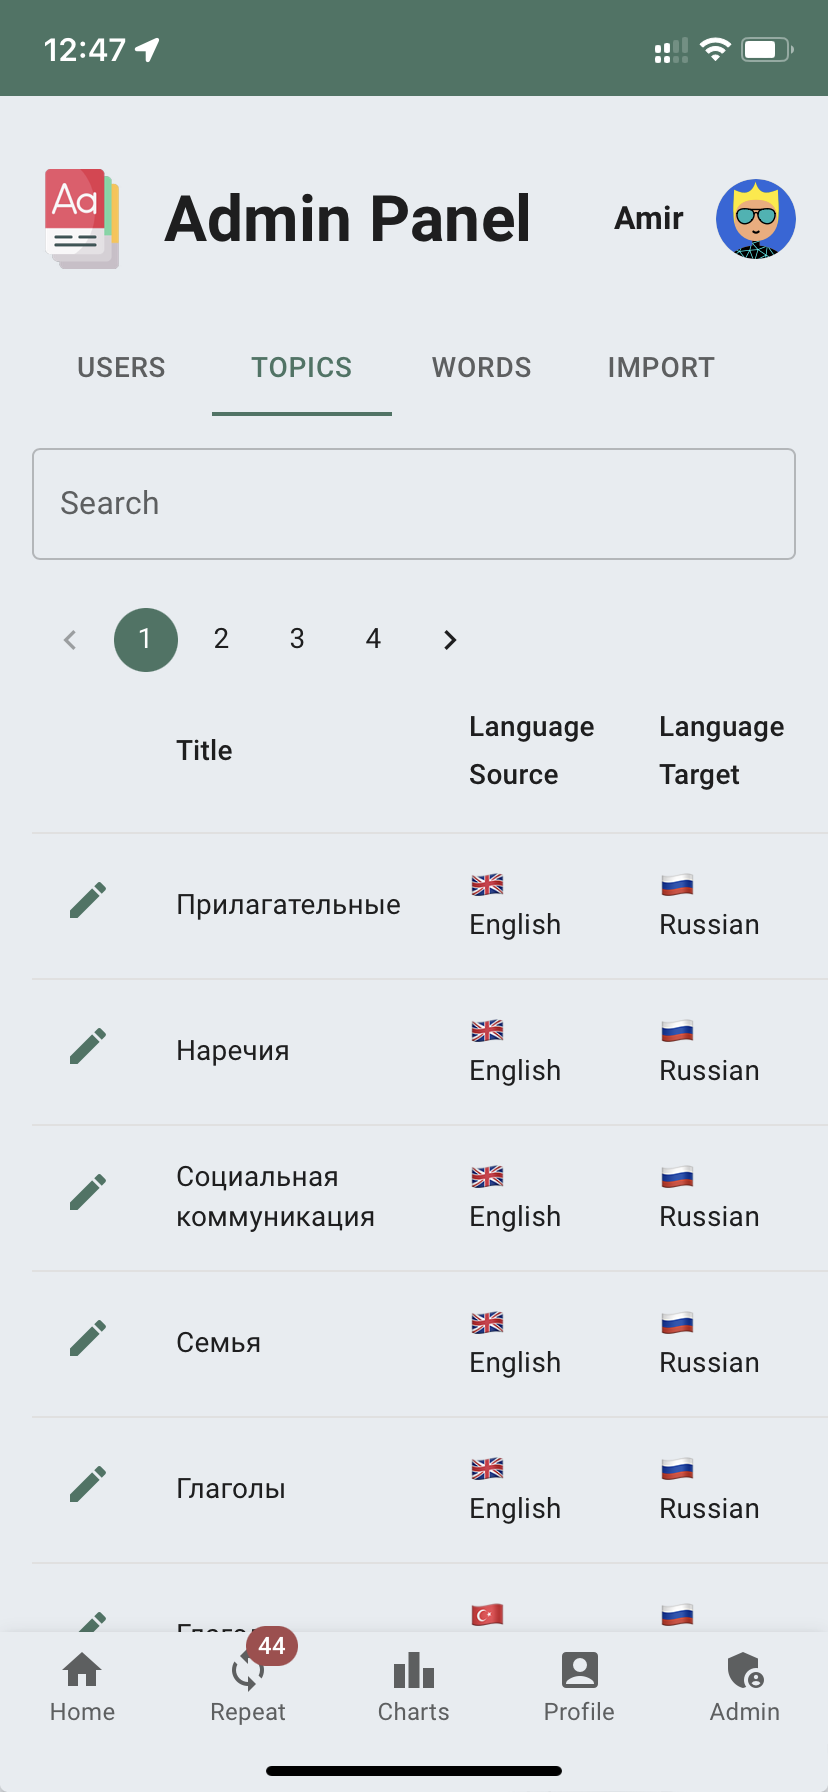 12:47
Aa
Admin Panel
Amir
USERS TOPICS WORDS IMPORT
Search
1 2 3 4
Title Language Source Language Target
Прилагательные English Russian
Наречия English Russian
Социальная коммуникация English Russian
Семья English Russian
Глаголы English Russian
44
Home Repeat Charts Profile Admin